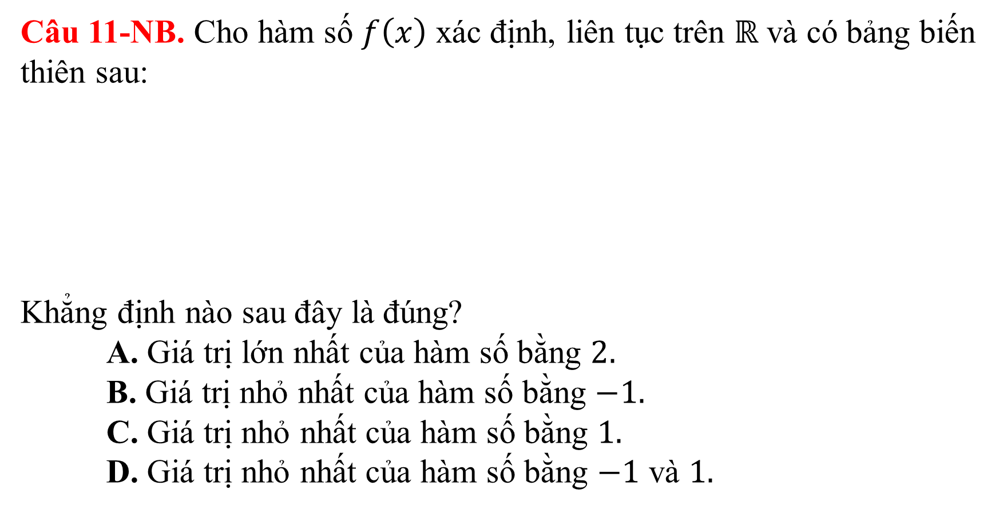 Câu 11-NB. Cho hàm số f(x) xác định, liên tục trên ℝ và có bảng biến
thiên sau:
Khẳng định nào sau đây là đúng?
A. Giá trị lớn nhất của hàm số bằng 2.
B. Giá trị nhỏ nhất của hàm số bằng −1.
C. Giá trị nhỏ nhất của hàm số bằng 1.
D. Giá trị nhỏ nhất của hàm số bằng −1 và 1.